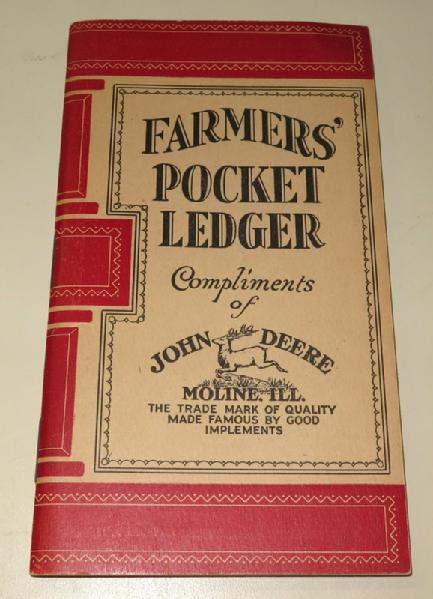 FARMERS'
POCKET
LEDGER
Compliments
of
JOHN DEERE
MOLINE, ILL.
THE TRADE MARK OF QUALITY
MADE FAMOUS BY GOOD
IMPLEMENTS